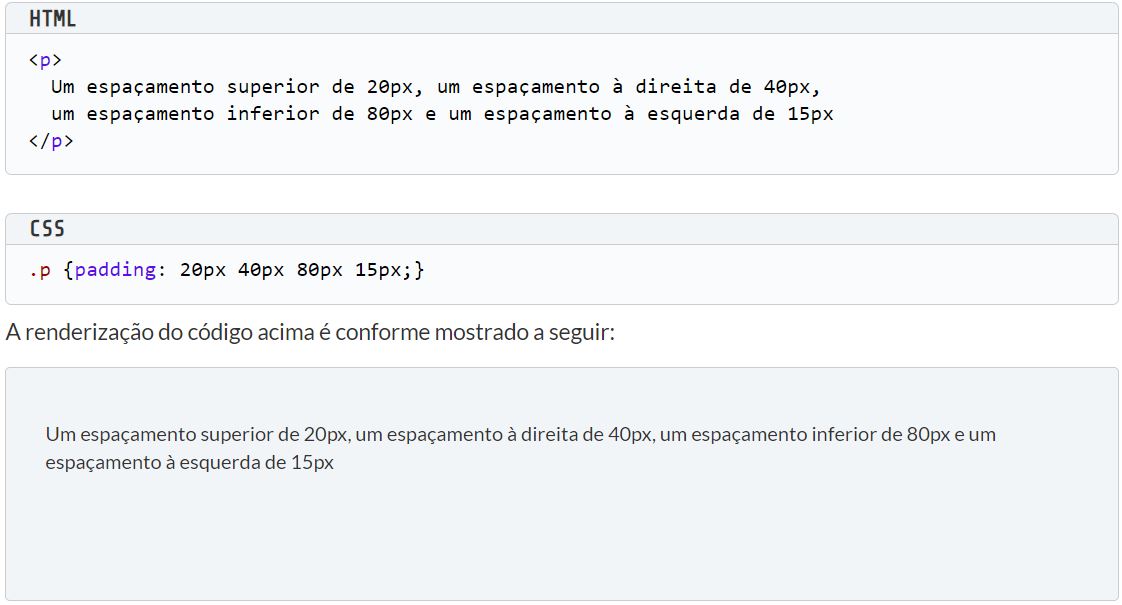 HTML
<p>
Um espaçamento superior de 20px, um espaçamento à direita de 40px,
um espaçamento inferior de 80px e um espaçamento à esquerda de 15px
</p>
CSS
.p {padding: 20px 40px 80px 15px;}
A renderização do código acima é conforme mostrado a seguir:
Um espaçamento superior de 20px, um espaçamento à direita de 40px, um espaçamento inferior de 80px e um
espaçamento à esquerda de 15px